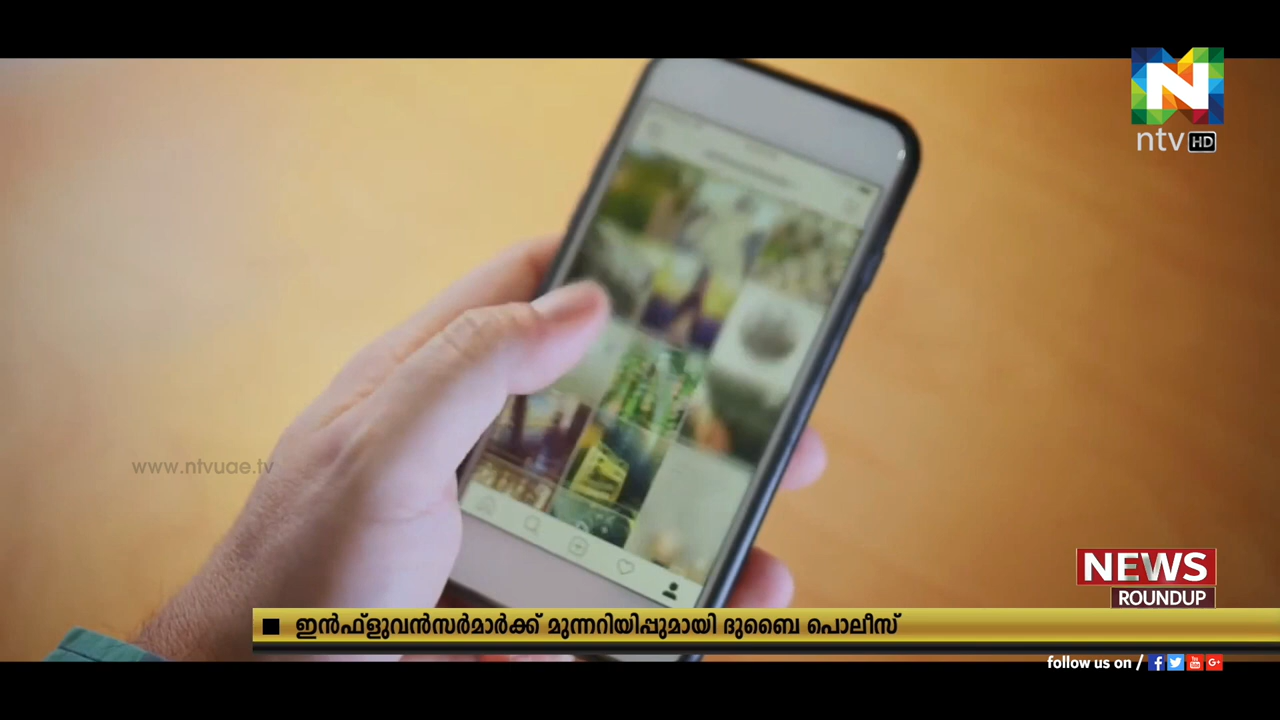 N
ntv HD
www.ntvuae.tv
NEWS
ROUNDUP
ഇൻഫ്ളുവൻസർമാർക്ക് മുന്നറിയിപ്പുമായി ദുബൈ പൊലീസ്
follow us on /